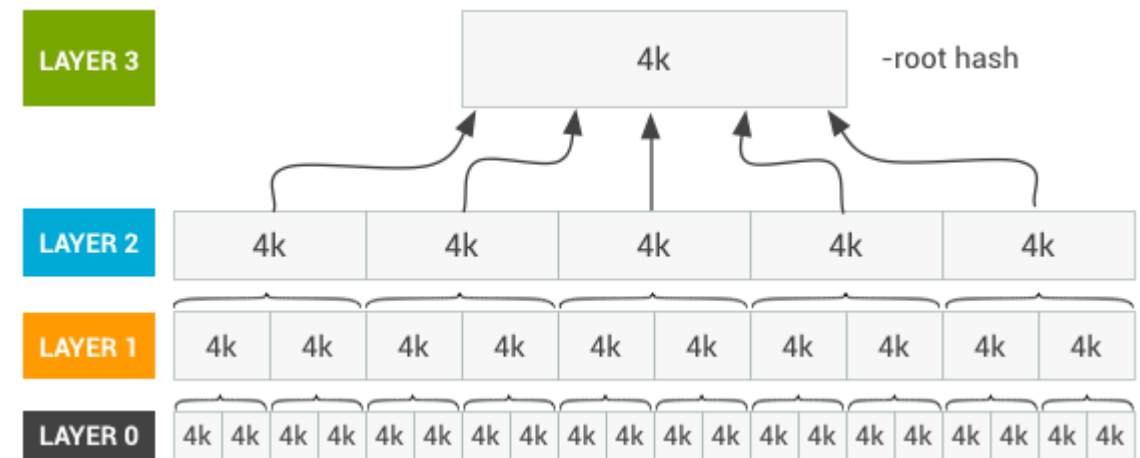 LAYER 3 4k -root hash
LAYER 2 4k 4k 4k 4k 4k
LAYER 1 4k 4k 4k 4k 4k 4k 4k 4k 4k 4k
LAYER 0 4k 4k 4k 4k 4k 4k 4k 4k 4k 4k 4k 4k 4k 4k 4k 4k 4k 4k 4k 4k